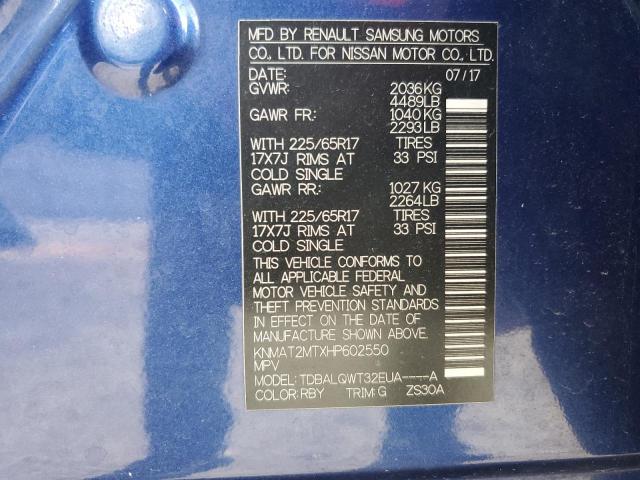 MFD BY RENAULT SAMSUNG MOTORS
CO., LTD. FOR NISSAN MOTOR CO., LTD.
DATE: 07/17
GVWR: 2036KG
4489LB
GAWR FR: 1040KG
2293LB
WITH 225/65R17 TIRES
17X7J RIMS AT 33 PSI
COLD SINGLE
GAWR RR: 1027 KG
2264LB
WITH 225/65R17 TIRES
17X7J RIMS AT 33 PSI
COLD SINGLE
THIS VEHICLE CONFORMS TO
ALL APPLICABLE FEDERAL
MOTOR VEHICLE SAFETY AND
THEFT PREVENTION STANDARDS
IN EFFECT ON THE DATE OF
MANUFACTURE SHOWN ABOVE.
KNMAT2MTXHP602550
MPV
MODEL: TDBALQWT32EUA----A
COLOR:RBY TRIM:G ZS30A